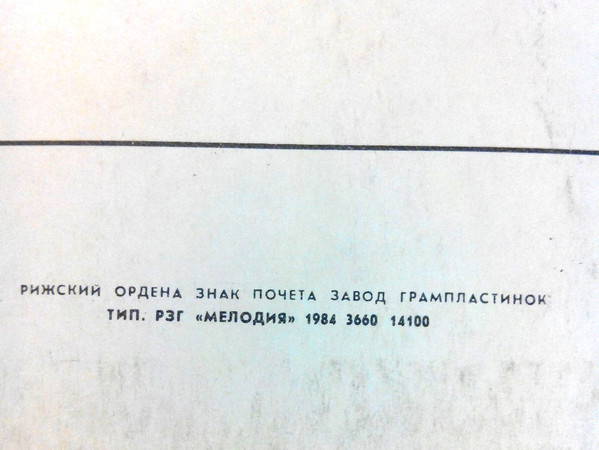 РИЖСКИЙ ОРДЕНА ЗНАК ПОЧЕТА ЗАВОД ГРАМПЛАСТИНОК
ТИП. РЗГ «МЕЛОДИЯ» 1984 3660 14100